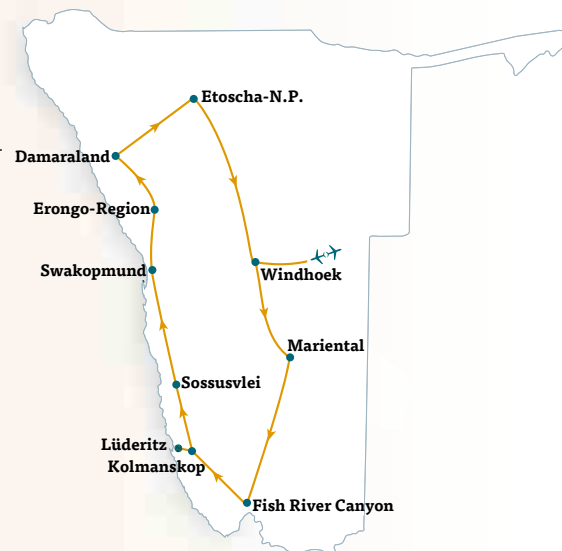 Etoscha-N.P.
Damaraland
Erongo-Region
Swakopmund
Windhoek
Mariental
Sossusvlei
Lüderitz
Kolmanskop
Fish River Canyon